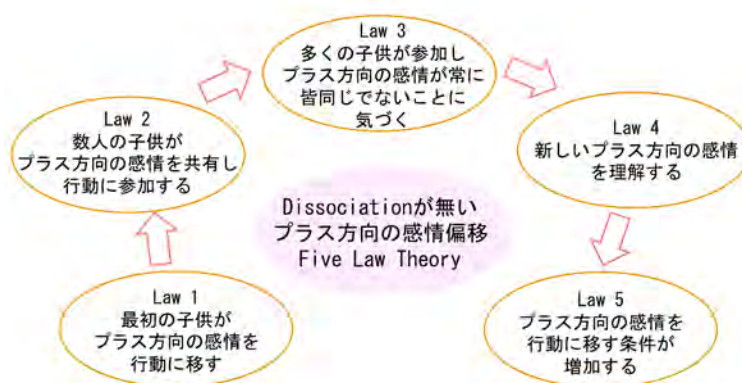 Law 1
最初の子供が
プラス方向の感情を
行動に移す
Law 2
数人の子供が
プラス方向の感情を共有し
行動に参加する
Law 3
多くの子供が参加し
プラス方向の感情が常に
皆同じでないことに
気づく
Law 4
新しいプラス方向の感情
を理解する
Law 5
プラス方向の感情を
行動に移す条件が
増加する
Dissociationが無い
プラス方向の感情偏移
Five Law Theory